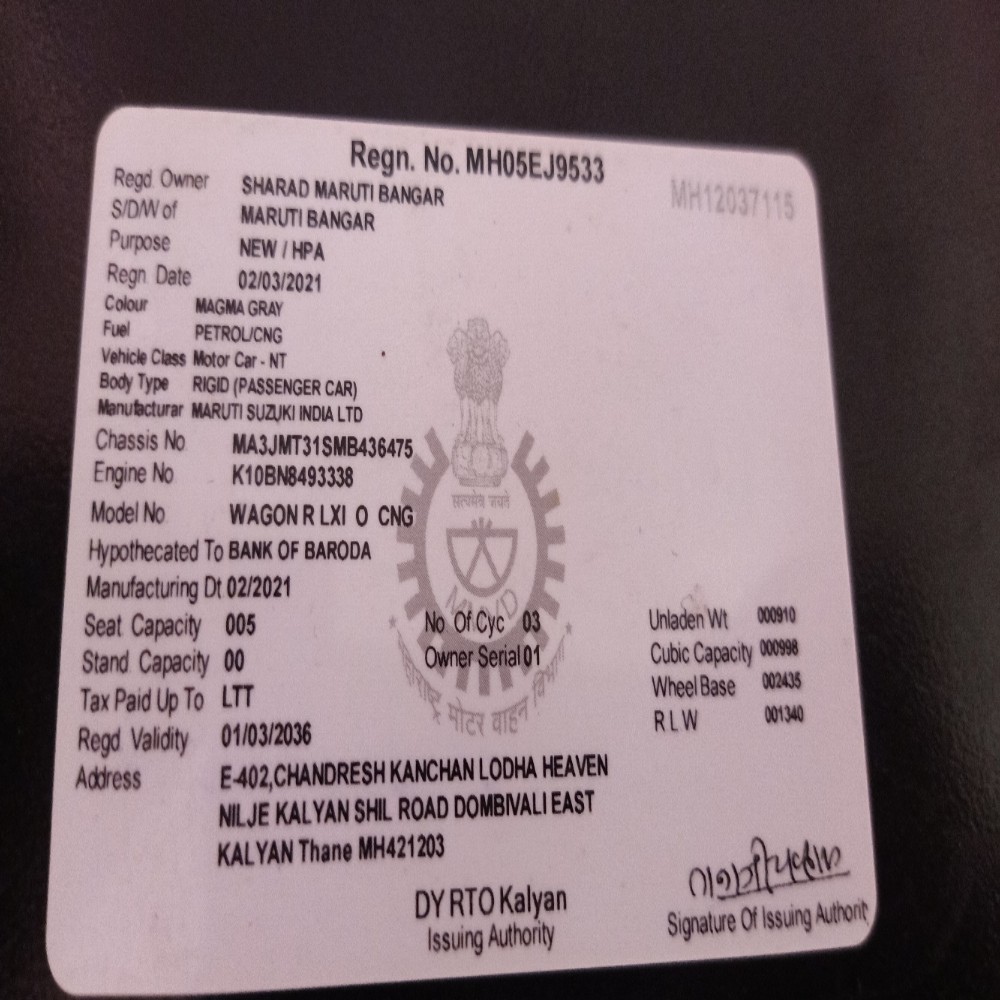 Regn. No. MH05EJ9533
MH12037115
Regd. Owner SHARAD MARUTI BANGAR
S/D/W of MARUTI BANGAR
Purpose NEW / HPA
Regn. Date 02/03/2021
Colour MAGMA GRAY
Fuel PETROL/CNG
Vehicle Class Motor Car - NT
Body Type RIGID (PASSENGER CAR)
Manufacturar MARUTI SUZUKI INDIA LTD
Chassis No MA3JMT31SMB436475
Engine No K10BN8493338
सत्यमेव जयते
Model No WAGON R LXI O CNG
Hypothecated To BANK OF BARODA
Manufacturing Dt 02/2021
MMVD
Seat Capacity 005 No. Of Cyc 03 Unladen Wt 000910
Stand. Capacity 00 Owner Serial 01 Cubic Capacity 000998
Tax Paid Up To LTT Wheel Base 002435
मोटर वाहन विभाग
Regd. Validity 01/03/2036 R L W 001340
Address E-402,CHANDRESH KANCHAN LODHA HEAVEN
NILJE KALYAN SHIL ROAD DOMBIVALI EAST
KALYAN Thane MH421203
DY RTO Kalyan
Issuing Authority
Signature Of Issuing Authorit